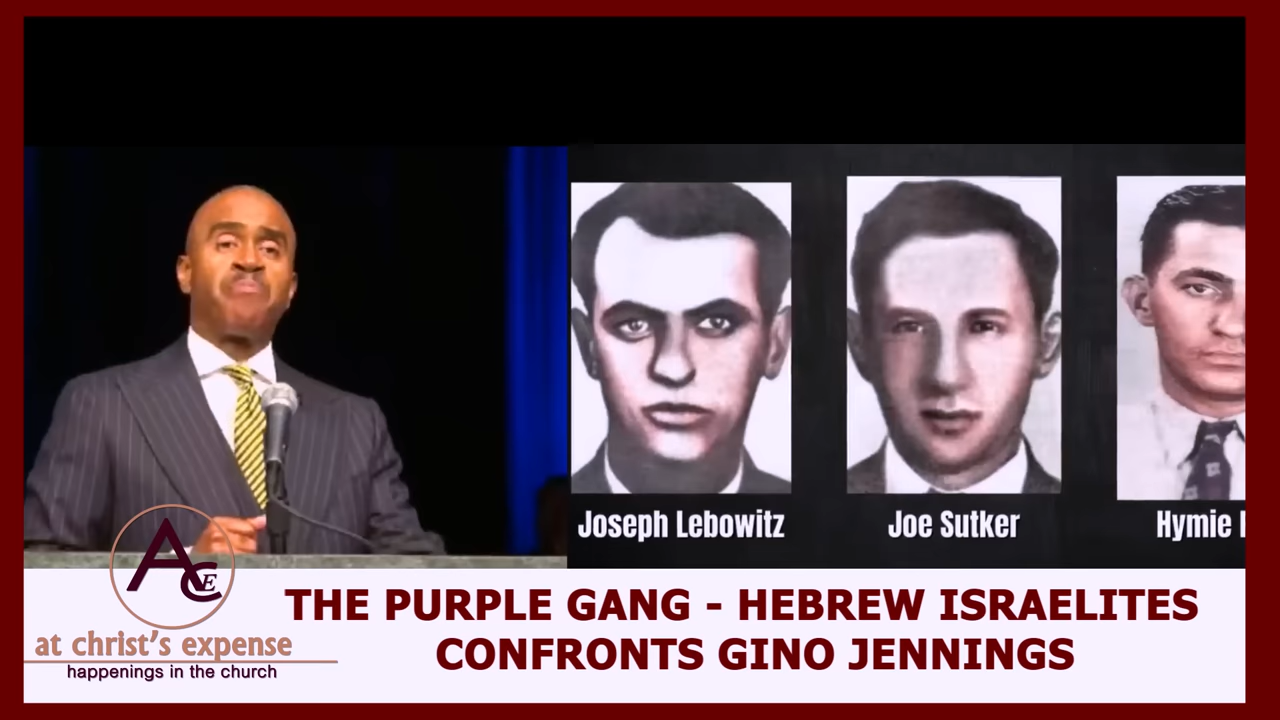 Joseph Lebowitz
Joe Sutker
Hymie
ACE
at christ's expense
happenings in the church
THE PURPLE GANG - HEBREW ISRAELITES
CONFRONTS GINO JENNINGS